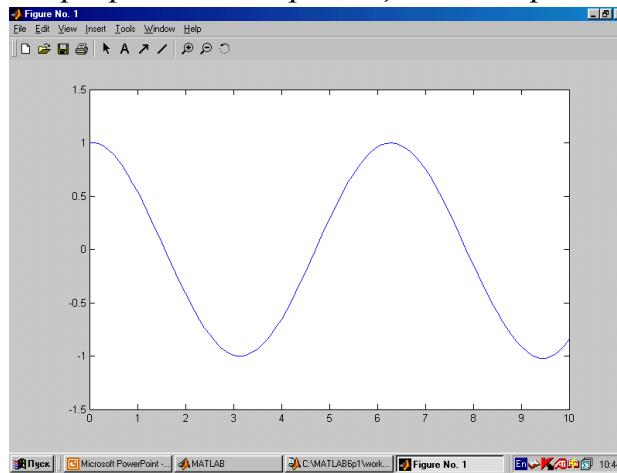 Figure No. 1
File Edit View Insert Tools Window Help
A
1.5
1
0.5
0
-0.5
-1
-1.5
0 1 2 3 4 5 6 7 8 9 10
Пуск Microsoft PowerPoint -... MATLAB C:\MATLAB6p1\work... Figure No. 1 En 10:4